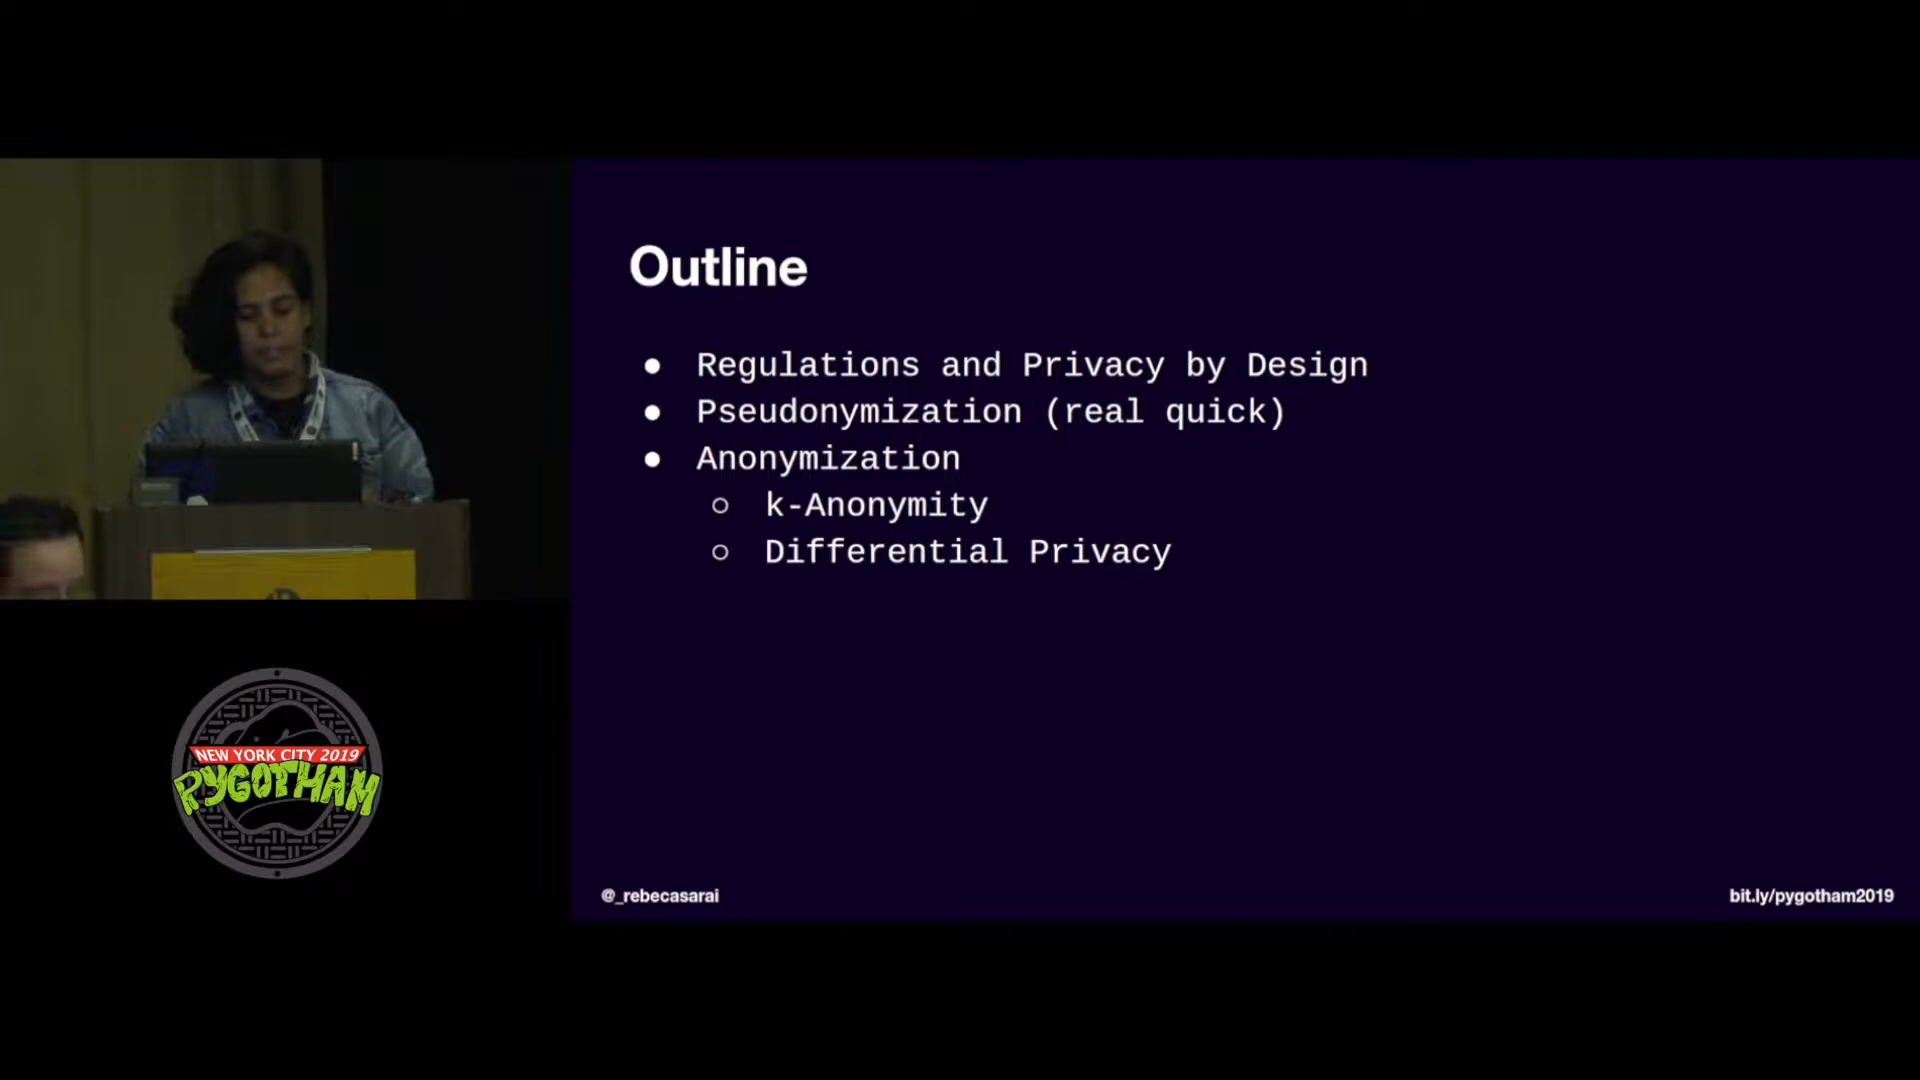 Outline
● Regulations and Privacy by Design
● Pseudonymization (real quick)
● Anonymization
○ k-Anonymity
○ Differential Privacy
NEW YORK CITY 2019
PYGOTHAM
@_rebecasarai
bit.ly/pygotham2019